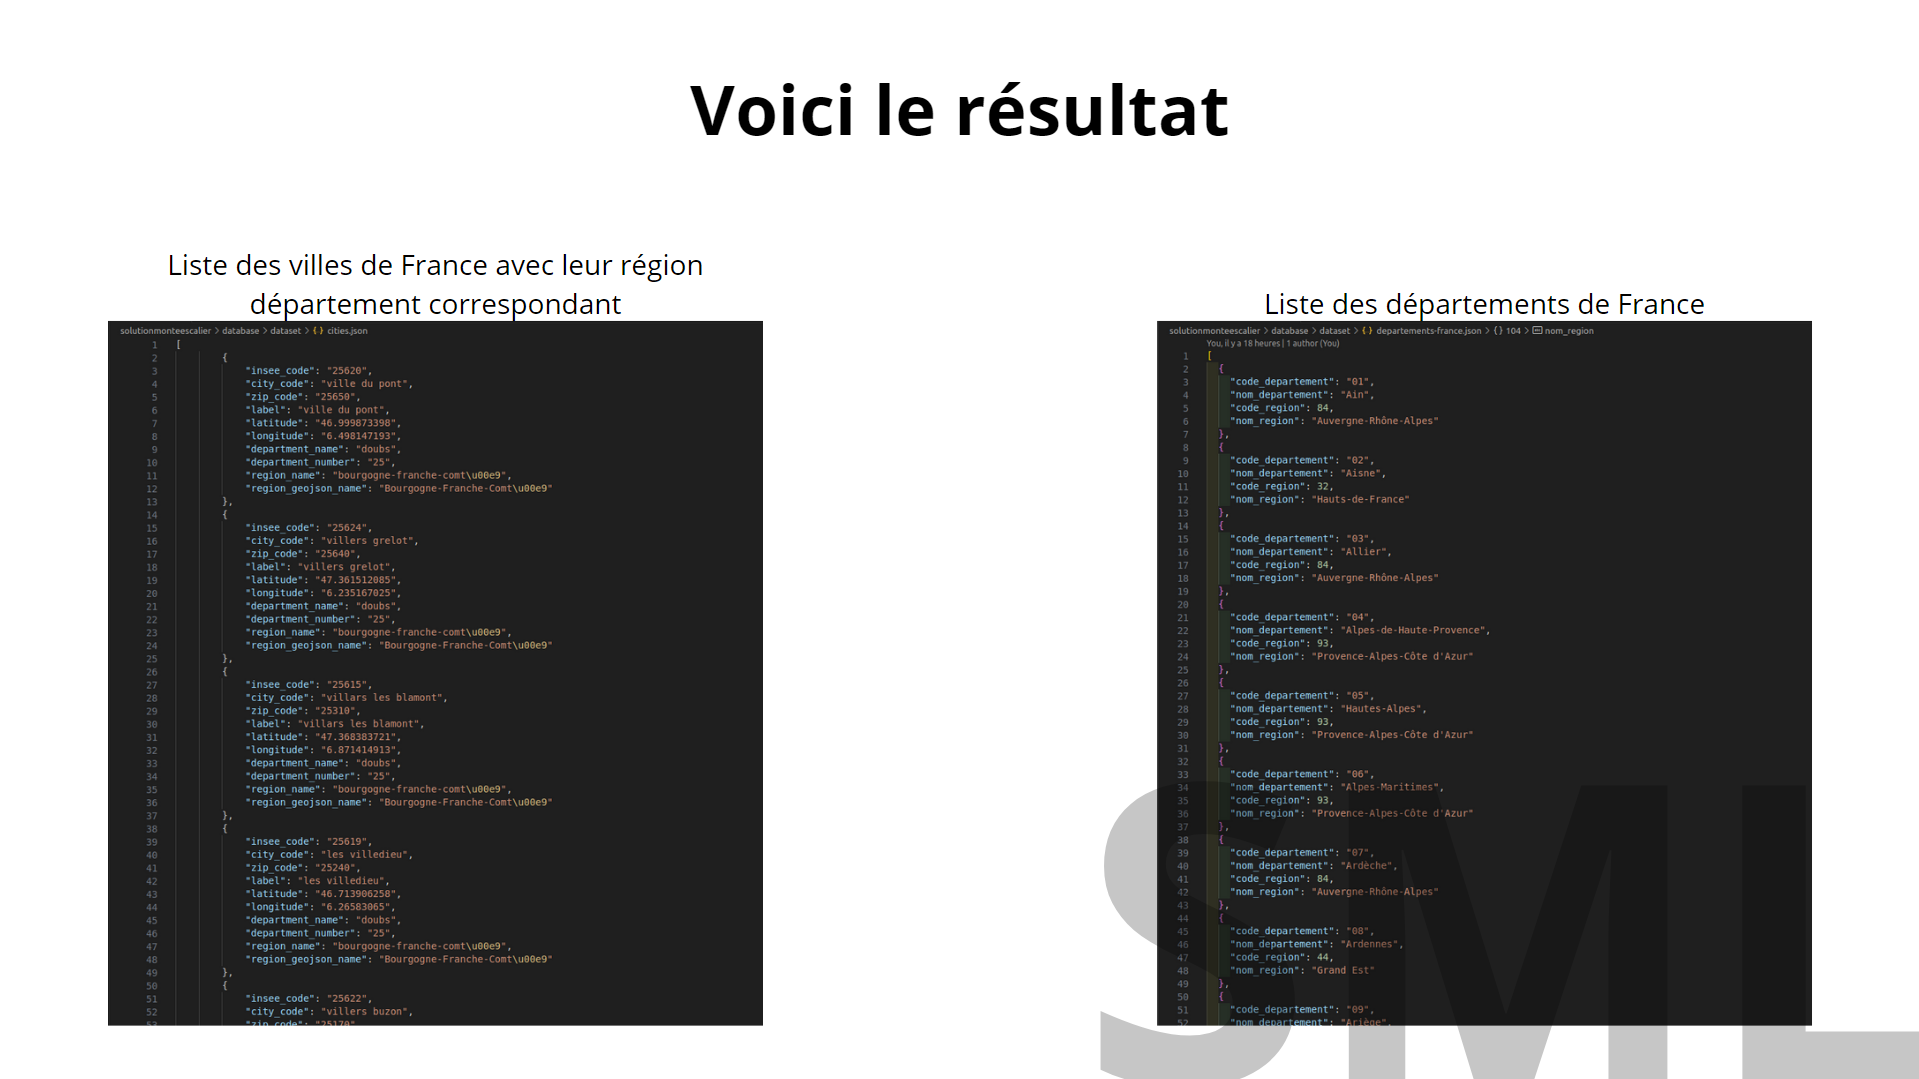 Voici le résultat
Liste des villes de France avec leur région
département correspondant
solutionmonteescalier > database > dataset > {·} cities.json
1 [
2 {
3 "insee_code": "25620",
4 "city_code": "ville du pont",
5 "zip_code": "25650",
6 "label": "ville du pont",
7 "latitude": "46.999873398",
8 "longitude": "6.498147193",
9 "department_name": "doubs",
10 "department_number": "25",
11 "region_name": "bourgogne-franche-comt\u00e9",
12 "region_geojson_name": "Bourgogne-Franche-Comt\u00e9"
13 },
14 {
15 "insee_code": "25624",
16 "city_code": "villers grelot",
17 "zip_code": "25640",
18 "label": "villers grelot",
19 "latitude": "47.361512085",
20 "longitude": "6.235167025",
21 "department_name": "doubs",
22 "department_number": "25",
23 "region_name": "bourgogne-franche-comt\u00e9",
24 "region_geojson_name": "Bourgogne-Franche-Comt\u00e9"
25 },
26 {
27 "insee_code": "25615",
28 "city_code": "villars les blamont",
29 "zip_code": "25310",
30 "label": "villars les blamont",
31 "latitude": "47.368383721",
32 "longitude": "6.871414913",
33 "department_name": "doubs",
34 "department_number": "25",
35 "region_name": "bourgogne-franche-comt\u00e9",
36 "region_geojson_name": "Bourgogne-Franche-Comt\u00e9"
37 },
38 {
39 "insee_code": "25619",
40 "city_code": "les villedieu",
41 "zip_code": "25240",
42 "label": "les villedieu",
43 "latitude": "46.713906258",
44 "longitude": "6.26583065",
45 "department_name": "doubs",
46 "department_number": "25",
47 "region_name": "bourgogne-franche-comt\u00e9",
48 "region_geojson_name": "Bourgogne-Franche-Comt\u00e9"
49 },
50 {
51 "insee_code": "25622",
52 "city_code": "villers buzon",
53 "zip_code": "25170",
Liste des départements de France
solutionmonteescalier > database > dataset > {·} departements-france.json > {} 104 > nom_region
You, il y a 18 heures | 1 author (You)
1 [
2 {
3 "code_departement": "01",
4 "nom_departement": "Ain",
5 "code_region": 84,
6 "nom_region": "Auvergne-Rhône-Alpes"
7 },
8 {
9 "code_departement": "02",
10 "nom_departement": "Aisne",
11 "code_region": 32,
12 "nom_region": "Hauts-de-France"
13 },
14 {
15 "code_departement": "03",
16 "nom_departement": "Allier",
17 "code_region": 84,
18 "nom_region": "Auvergne-Rhône-Alpes"
19 },
20 {
21 "code_departement": "04",
22 "nom_departement": "Alpes-de-Haute-Provence",
23 "code_region": 93,
24 "nom_region": "Provence-Alpes-Côte d'Azur"
25 },
26 {
27 "code_departement": "05",
28 "nom_departement": "Hautes-Alpes",
29 "code_region": 93,
30 "nom_region": "Provence-Alpes-Côte d'Azur"
31 },
32 {
33 "code_departement": "06",
34 "nom_departement": "Alpes-Maritimes",
35 "code_region": 93,
36 "nom_region": "Provence-Alpes-Côte d'Azur"
37 },
38 {
39 "code_departement": "07",
40 "nom_departement": "Ardèche",
41 "code_region": 84,
42 "nom_region": "Auvergne-Rhône-Alpes"
43 },
44 {
45 "code_departement": "08",
46 "nom_departement": "Ardennes",
47 "code_region": 44,
48 "nom_region": "Grand Est"
49 },
50 {
51 "code_departement": "09",
52 "nom_departement": "Ariège",
SML